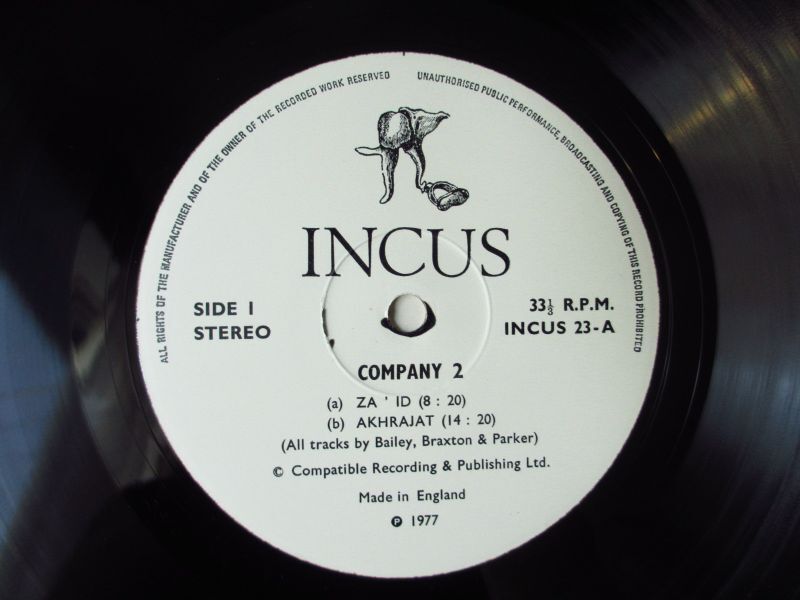 ALL RIGHTS OF THE MANUFACTURER AND OF THE OWNER OF THE RECORDED WORK RESERVED
UNAUTHORISED PUBLIC PERFORMANCE, BROADCASTING AND COPYING OF THIS RECORD PROHIBITED
INCUS
SIDE 1
STEREO
33⅓ R.P.M.
INCUS 23-A
COMPANY 2
(a) ZA ' ID (8 : 20)
(b) AKHRAJAT (14 : 20)
(All tracks by Bailey, Braxton & Parker)
© Compatible Recording & Publishing Ltd.
Made in England
℗ 1977